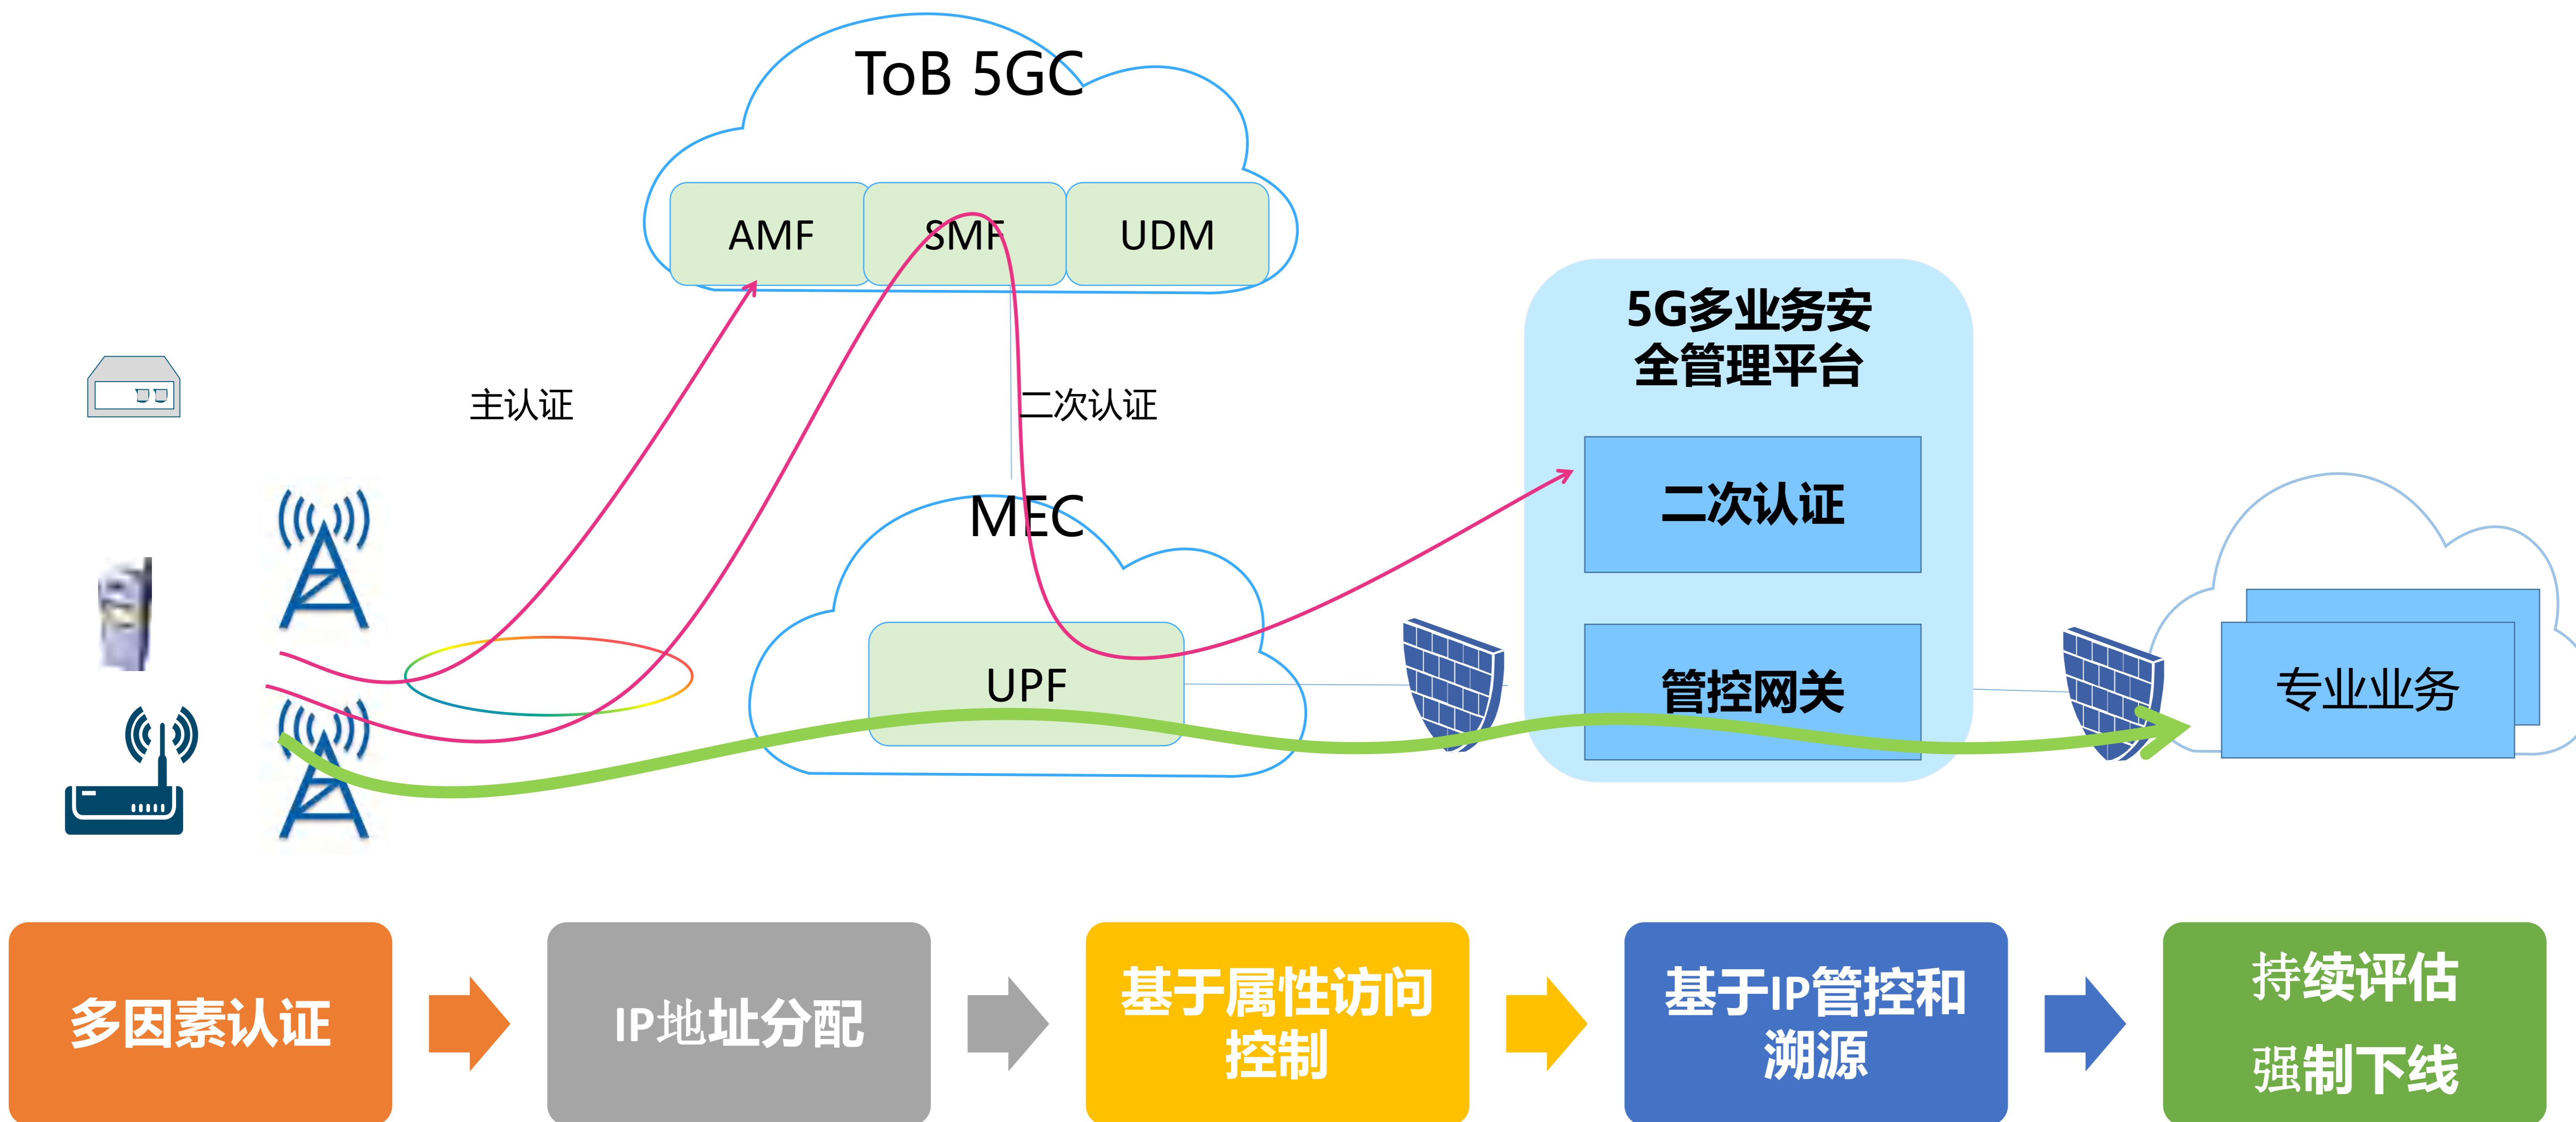 ToB 5GC
AMF
SMF
UDM
5G多业务安
全管理平台
主认证
二次认证
二次认证
MEC
UPF
管控网关
专业业务
多因素认证
IP地址分配
基于属性访问
控制
基于IP管控和
溯源
持续评估
强制下线